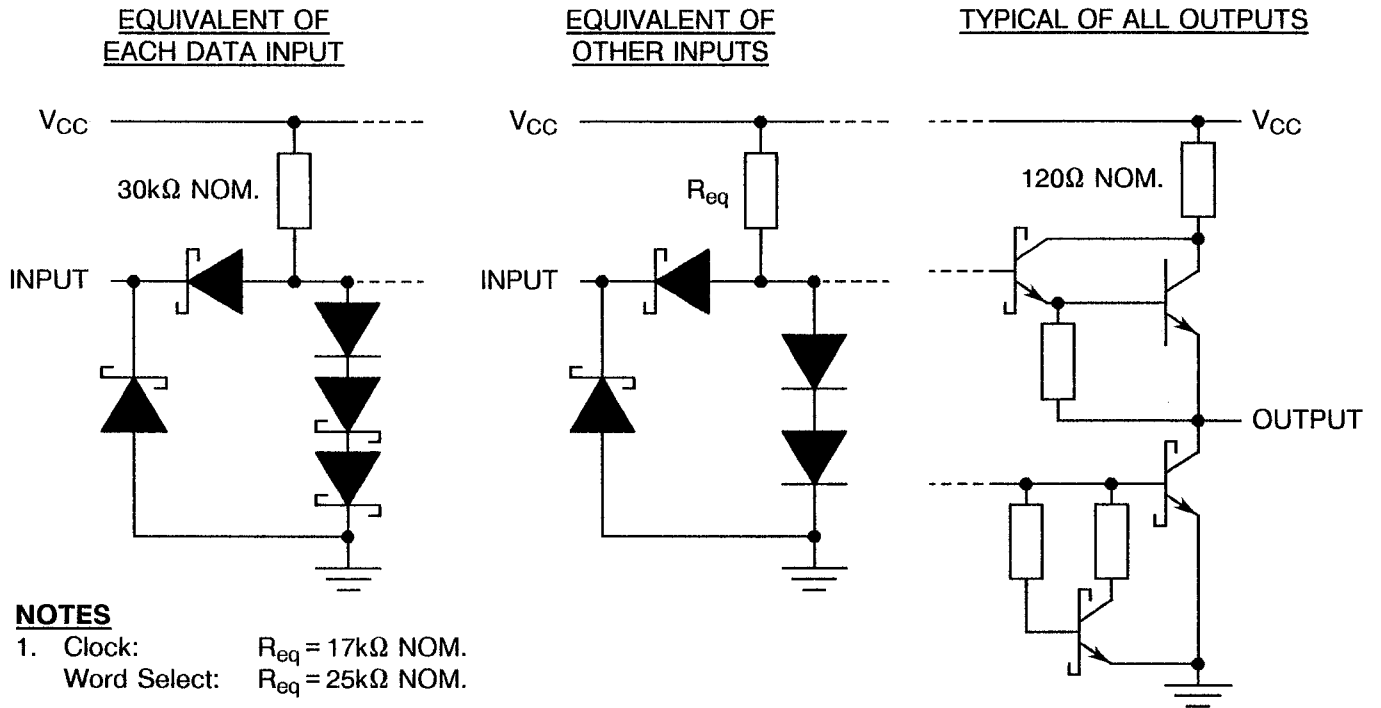 EQUIVALENT OF
EACH DATA INPUT
EQUIVALENT OF
OTHER INPUTS
TYPICAL OF ALL OUTPUTS
VCC
30kΩ NOM.
INPUT
VCC
Req
INPUT
VCC
120Ω NOM.
OUTPUT
NOTES
1. Clock: Req = 17kΩ NOM.
Word Select: Req = 25kΩ NOM.